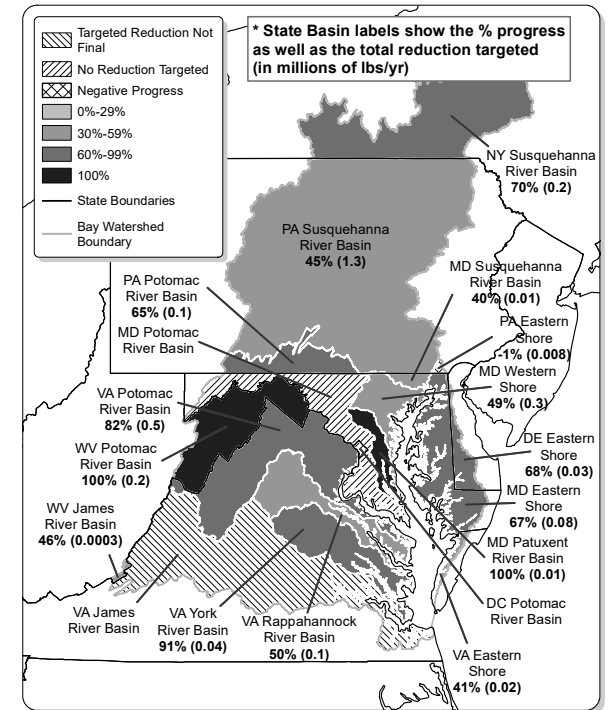 Targeted Reduction Not
Final
No Reduction Targeted
Negative Progress
0%-29%
30%-59%
60%-99%
100%
State Boundaries
Bay Watershed
Boundary
* State Basin labels show the % progress
as well as the total reduction targeted
(in millions of lbs/yr)
NY Susquehanna
River Basin
70% (0.2)
PA Susquehanna
River Basin
45% (1.3)
MD Susquehanna
River Basin
40% (0.01)
PA Potomac
River Basin
65% (0.1)
PA Eastern
Shore
-1% (0.008)
MD Potomac
River Basin
MD Western
Shore
49% (0.3)
VA Potomac
River Basin
82% (0.5)
DE Eastern
Shore
68% (0.03)
WV Potomac
River Basin
100% (0.2)
MD Eastern
Shore
67% (0.08)
WV James
River Basin
46% (0.0003)
MD Patuxent
River Basin
100% (0.01)
DC Potomac
River Basin
VA James
River Basin
VA York
River Basin
91% (0.04)
VA Rappahannock
River Basin
50% (0.1)
VA Eastern
Shore
41% (0.02)